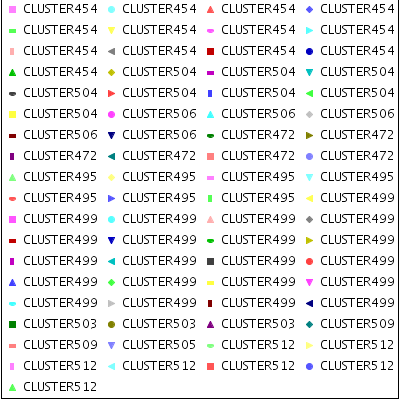 CLUSTER454 CLUSTER454 CLUSTER454 CLUSTER454
CLUSTER454 CLUSTER454 CLUSTER454 CLUSTER454
CLUSTER454 CLUSTER454 CLUSTER454 CLUSTER454
CLUSTER454 CLUSTER504 CLUSTER504 CLUSTER504
CLUSTER504 CLUSTER504 CLUSTER504 CLUSTER504
CLUSTER504 CLUSTER506 CLUSTER506 CLUSTER506
CLUSTER506 CLUSTER506 CLUSTER472 CLUSTER472
CLUSTER472 CLUSTER472 CLUSTER472 CLUSTER472
CLUSTER495 CLUSTER495 CLUSTER495 CLUSTER495
CLUSTER495 CLUSTER495 CLUSTER495 CLUSTER499
CLUSTER499 CLUSTER499 CLUSTER499 CLUSTER499
CLUSTER499 CLUSTER499 CLUSTER499 CLUSTER499
CLUSTER499 CLUSTER499 CLUSTER499 CLUSTER499
CLUSTER499 CLUSTER499 CLUSTER499 CLUSTER499
CLUSTER499 CLUSTER499 CLUSTER499 CLUSTER499
CLUSTER503 CLUSTER503 CLUSTER503 CLUSTER509
CLUSTER509 CLUSTER505 CLUSTER512 CLUSTER512
CLUSTER512 CLUSTER512 CLUSTER512 CLUSTER512
CLUSTER512